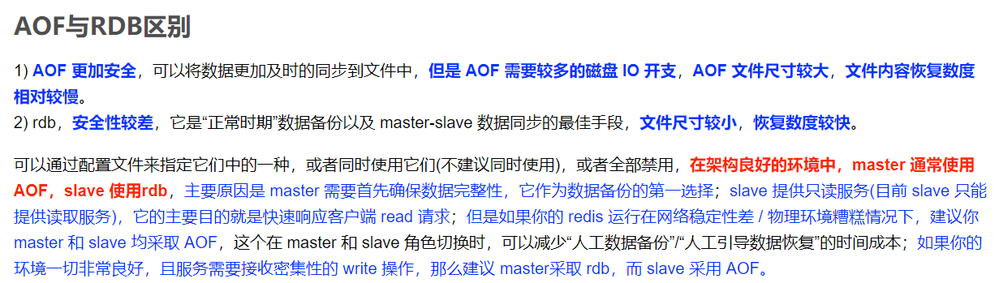 AOF与RDB区别
1) AOF 更加安全，可以将数据更加及时的同步到文件中，但是 AOF 需要较多的磁盘 IO 开支，AOF 文件尺寸较大，文件内容恢复数度
相对较慢。
2) rdb，安全性较差，它是“正常时期”数据备份以及 master-slave 数据同步的最佳手段，文件尺寸较小，恢复数度较快。
可以通过配置文件来指定它们中的一种，或者同时使用它们(不建议同时使用)，或者全部禁用，在架构良好的环境中，master 通常使用
AOF，slave 使用rdb，主要原因是 master 需要首先确保数据完整性，它作为数据备份的第一选择；slave 提供只读服务(目前 slave 只能
提供读取服务)，它的主要目的就是快速响应客户端 read 请求；但是如果你的 redis 运行在网络稳定性差 / 物理环境糟糕情况下，建议你
master 和 slave 均采取 AOF，这个在 master 和 slave 角色切换时，可以减少“人工数据备份”/“人工引导数据恢复”的时间成本；如果你的
环境一切非常良好，且服务需要接收密集性的 write 操作，那么建议 master采取 rdb，而 slave 采用 AOF。